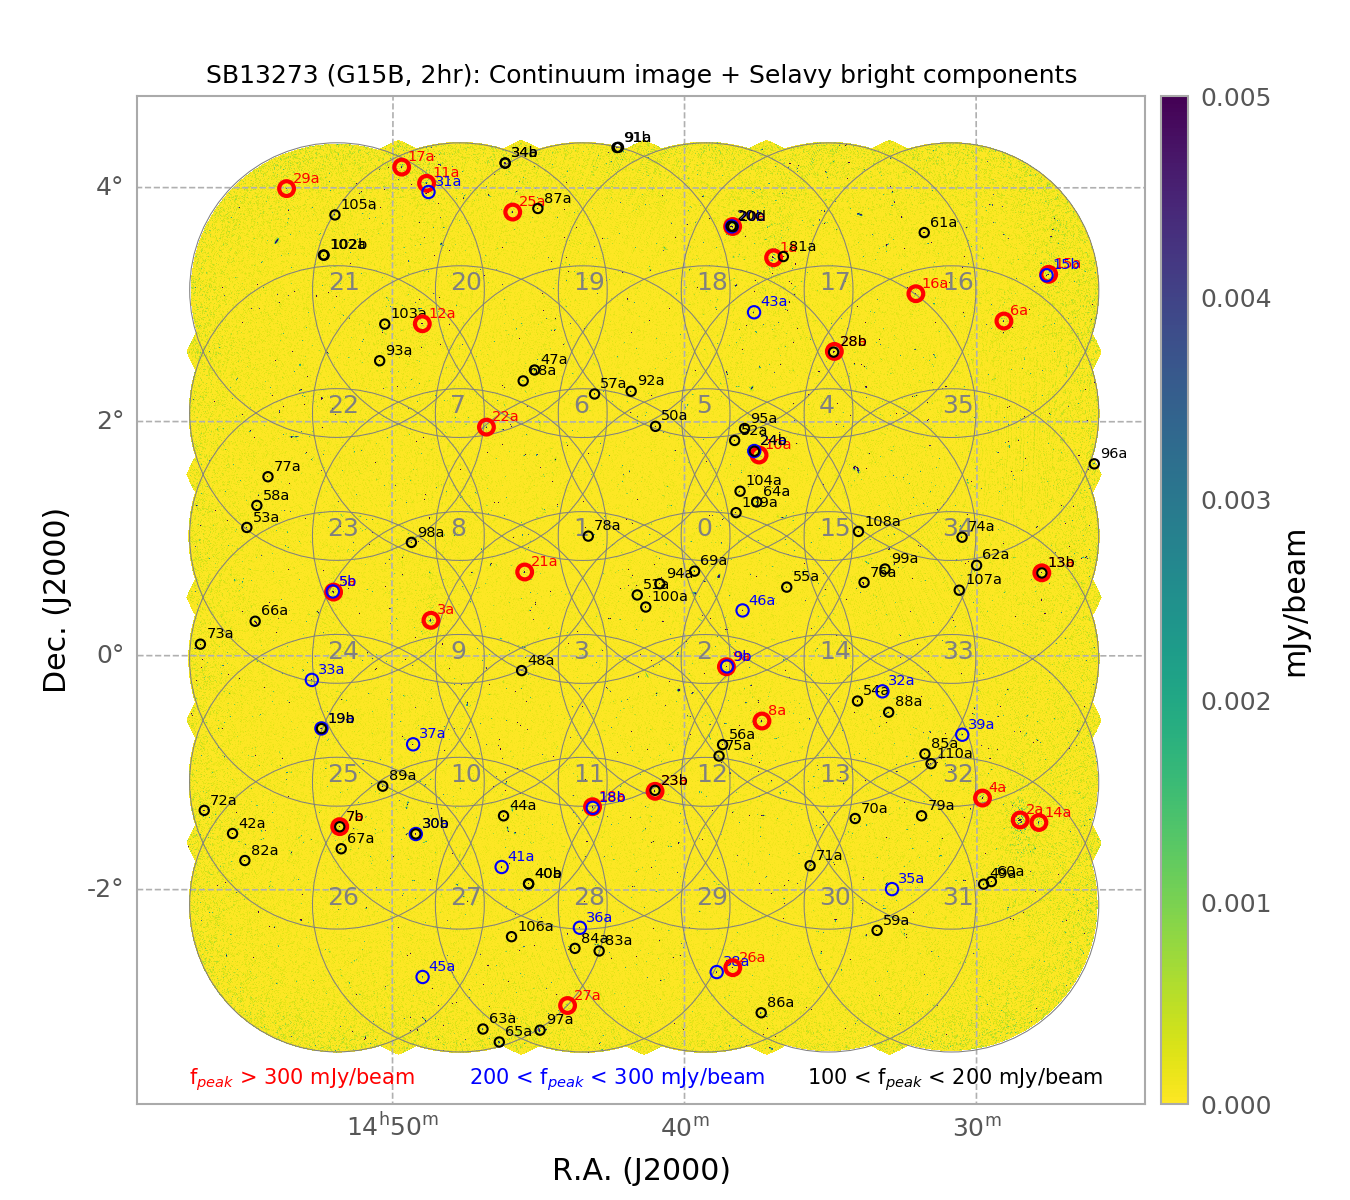 SB13273 (G15B, 2hr): Continuum image + Selavy bright components
0.005
0.004
0.003
0.002
0.001
0.000
mJy/beam
4°
2°
0°
-2°
Dec. (J2000)
91b
17a
34b
11a
31a
29a
87a
25a
105a
20d
61a
102b
81a
1a
15b
21
20
19
18
17
16
16a
43a
6a
103a
12a
28b
93a
47a
68a
57a
92a
22
7
6
5
4
35
22a
50a
95a
52a
24b
10a
96a
77a
104a
58a
64a
109a
53a
98a
23
8
1
0
15
34
78a
108a
74a
21a
69a
94a
51a
100a
55a
99a
76a
62a
107a
13b
5b
46a
66a
3a
73a
24
9
3
2
14
33
48a
9b
33a
32a
54a
88a
19b
8a
37a
56a
75a
39a
85a
110a
25
10
11
12
13
32
89a
23b
4a
72a
44a
18b
70a
79a
2a
14a
42a
7b
30b
67a
82a
41a
40b
71a
35a
60a
49a
26
27
28
29
30
31
36a
106a
84a
83a
59a
45a
38a
26a
27a
86a
63a
65a
97a
fpeak > 300 mJy/beam
200 < fpeak < 300 mJy/beam
100 < fpeak < 200 mJy/beam
14h50m
40m
30m
R.A. (J2000)